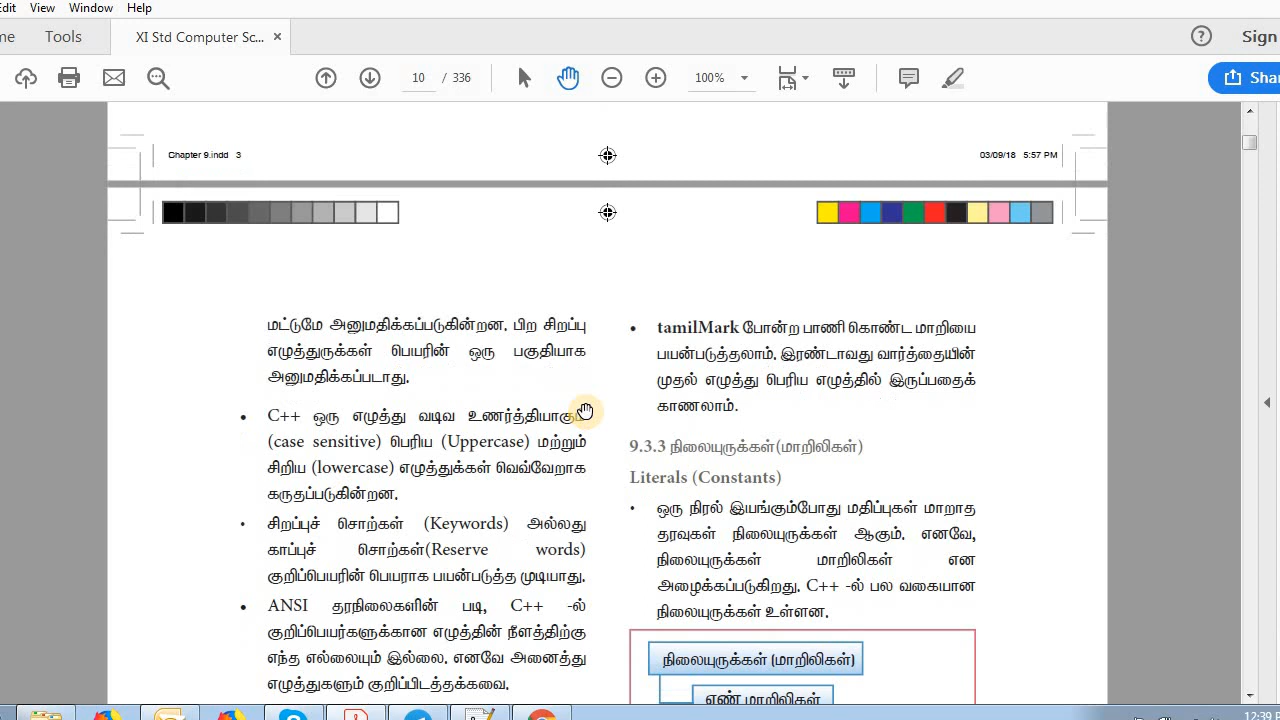 Edit View Window Help
Tools XI Std Computer Sc... ×
10 / 336 100%
Chapter 9.indd 3 03/09/18 5:57 PM
மட்டுமே அனுமதிக்கப்படுகின்றன. பிற சிறப்பு
எழுத்துருக்கள் பெயரின் ஒரு பகுதியாக
அனுமதிக்கப்படாது.
• C++ ஒரு எழுத்து வடிவ உணர்த்தியாகும்
(case sensitive) பெரிய (Uppercase) மற்றும்
சிறிய (lowercase) எழுத்துக்கள் வெவ்வேறாக
கருதப்படுகின்றன.
• சிறப்புச் சொற்கள் (Keywords) அல்லது
காப்புச் சொற்கள்(Reserve words)
குறிப்பெயரின் பெயராக பயன்படுத்த முடியாது.
• ANSI தரநிலைகளின் படி, C++ -ல்
குறிப்பெயர்களுக்கான எழுத்தின் நீளத்திற்கு
எந்த எல்லையும் இல்லை. எனவே அனைத்து
எழுத்துகளும் குறிப்பிடத்தக்கவை.
• tamilMark போன்ற பாணி கொண்ட மாறியை
பயன்படுத்தலாம். இரண்டாவது வார்த்தையின்
முதல் எழுத்து பெரிய எழுத்தில் இருப்பதைக்
காணலாம்.
9.3.3 நிலையுருக்கள்(மாறிலிகள்)
Literals (Constants)
• ஒரு நிரல் இயங்கும்போது மதிப்புகள் மாறாத
தரவுகள் நிலையுருக்கள் ஆகும். எனவே,
நிலையுருக்கள் மாறிலிகள் என
அழைக்கப்படுகிறது. C++ -ல் பல வகையான
நிலையுருக்கள் உள்ளன.
நிலையுருக்கள் (மாறிலிகள்)
எண் மாறிலிகள்